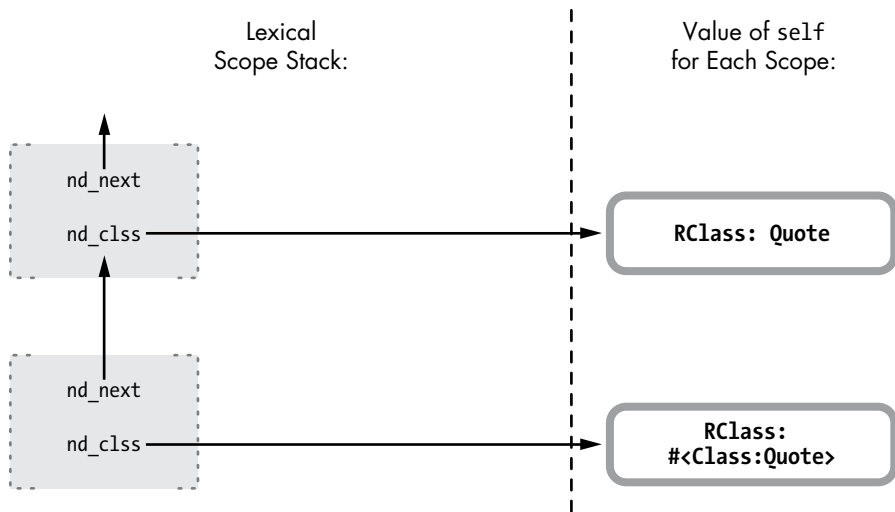 Lexical
Scope Stack:
Value of self
for Each Scope:
nd_next
nd_clss
RClass: Quote
nd_next
nd_clss
RClass:
#<Class:Quote>